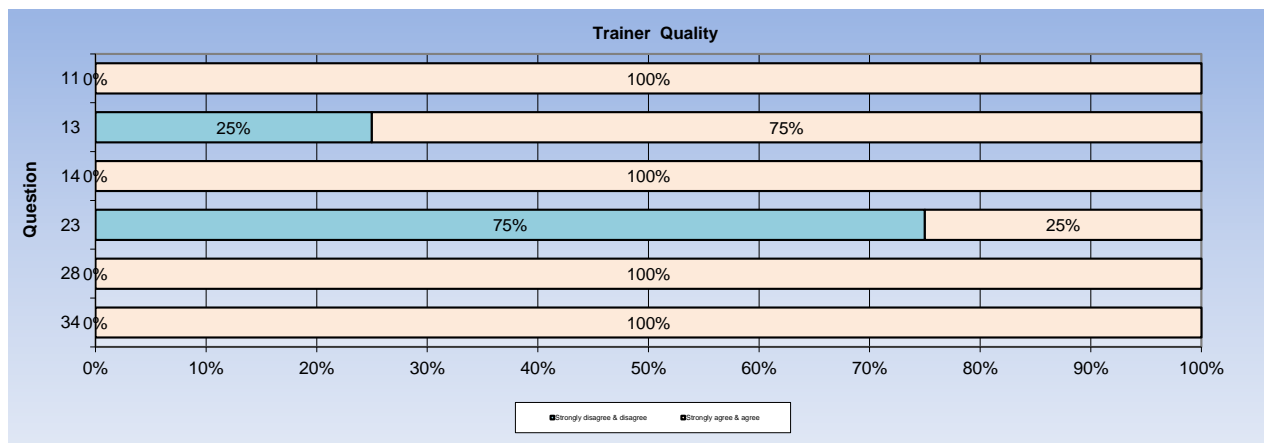 Trainer Quality
Question
11 0% 100%
13 25% 75%
14 0% 100%
23 75% 25%
28 0% 100%
34 0% 100%
0% 10% 20% 30% 40% 50% 60% 70% 80% 90% 100%
Strongly disagree & disagree Strongly agree & agree